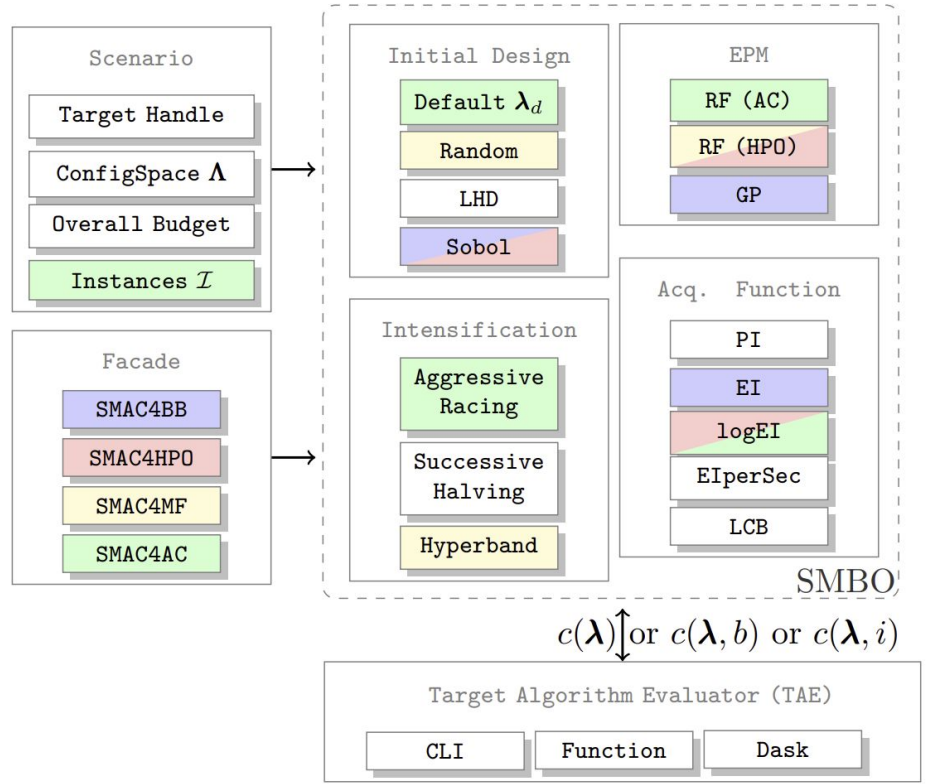 Scenario
Target Handle
ConfigSpace Λ
Overall Budget
Instances ℐ
Facade
SMAC4BB
SMAC4HPO
SMAC4MF
SMAC4AC
Initial Design
Default λ_d
Random
LHD
Sobol
Intensification
Aggressive
Racing
Successive
Halving
Hyperband
EPM
RF (AC)
RF (HPO)
GP
Acq. Function
PI
EI
logEI
EIperSec
LCB
SMBO
c(λ) or c(λ, b) or c(λ, i)
Target Algorithm Evaluator (TAE)
CLI
Function
Dask